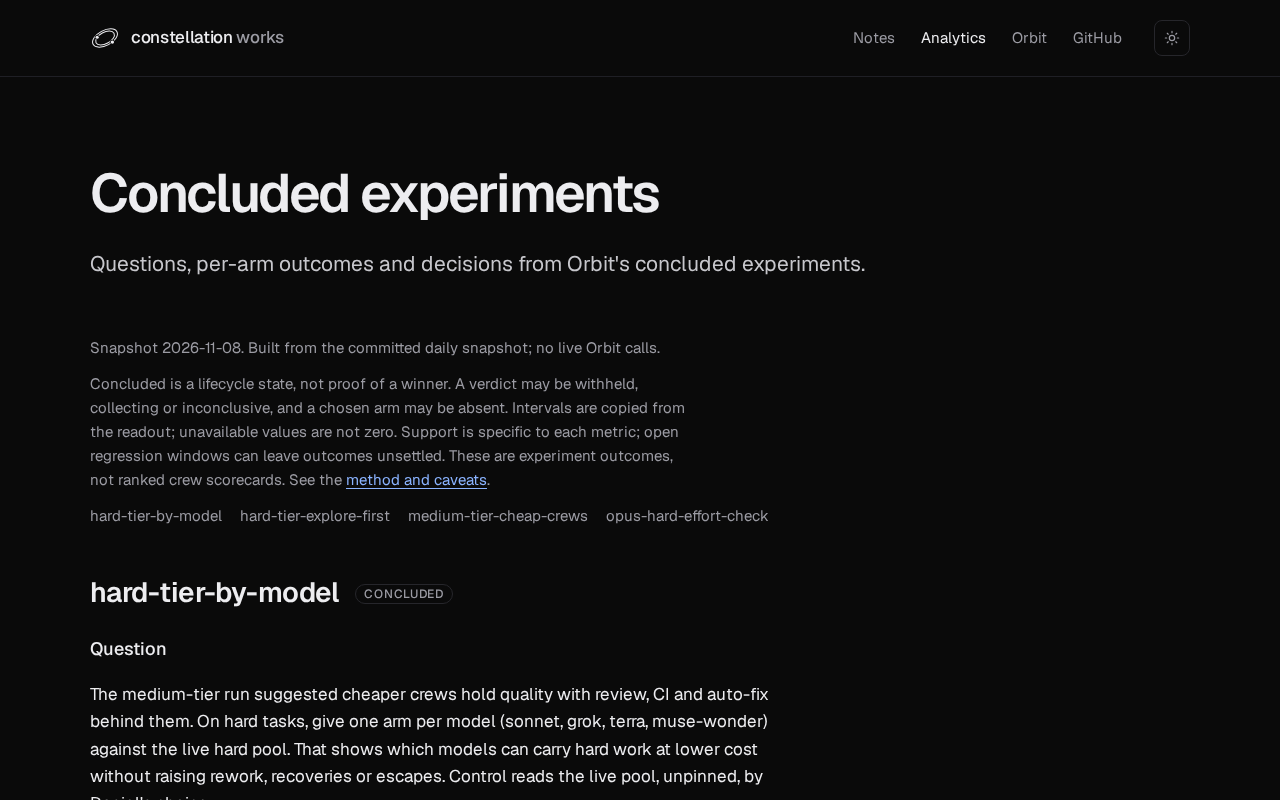 constellation works
Notes
Analytics
Orbit
GitHub
Concluded experiments
Questions, per-arm outcomes and decisions from Orbit's concluded experiments.
Snapshot 2026-11-08. Built from the committed daily snapshot; no live Orbit calls.
Concluded is a lifecycle state, not proof of a winner. A verdict may be withheld,
collecting or inconclusive, and a chosen arm may be absent. Intervals are copied from
the readout; unavailable values are not zero. Support is specific to each metric; open
regression windows can leave outcomes unsettled. These are experiment outcomes,
not ranked crew scorecards. See the method and caveats.
hard-tier-by-model hard-tier-explore-first medium-tier-cheap-crews opus-hard-effort-check
hard-tier-by-model CONCLUDED
Question
The medium-tier run suggested cheaper crews hold quality with review, CI and auto-fix
behind them. On hard tasks, give one arm per model (sonnet, grok, terra, muse-wonder)
against the live hard pool. That shows which models can carry hard work at lower cost
without raising rework, recoveries or escapes. Control reads the live pool, unpinned, by